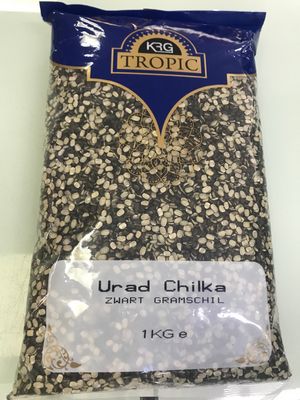 KRG
TROPIC
Urad Chilka
ZWART GRAMSCHIL
1KG e